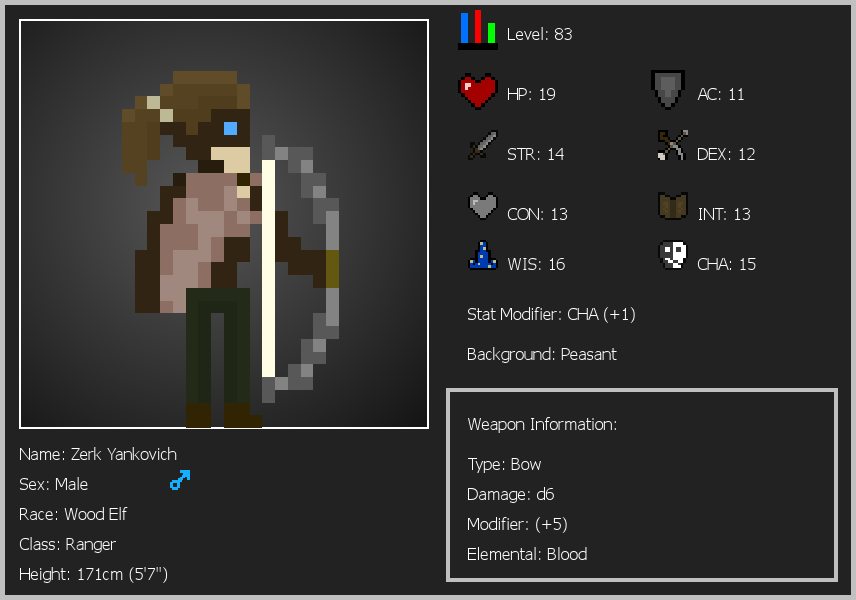 Level: 83
HP: 19
AC: 11
STR: 14
DEX: 12
CON: 13
INT: 13
WIS: 16
CHA: 15
Stat Modifier: CHA (+1)
Background: Peasant
Weapon Information:
Type: Bow
Damage: d6
Modifier: (+5)
Elemental: Blood
Name: Zerk Yankovich
Sex: Male
Race: Wood Elf
Class: Ranger
Height: 171cm (5'7")